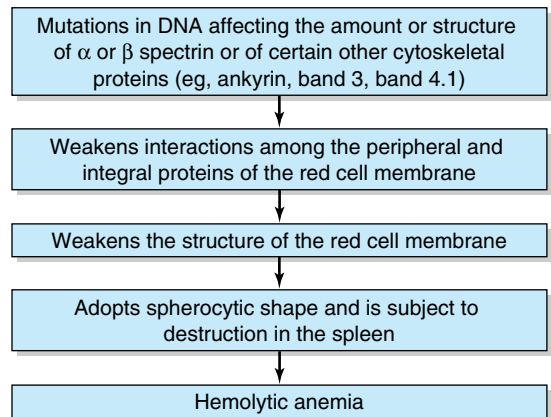 Mutations in DNA affecting the amount or structure
of α or β spectrin or of certain other cytoskeletal
proteins (eg, ankyrin, band 3, band 4.1)
Weakens interactions among the peripheral and
integral proteins of the red cell membrane
Weakens the structure of the red cell membrane
Adopts spherocytic shape and is subject to
destruction in the spleen
Hemolytic anemia